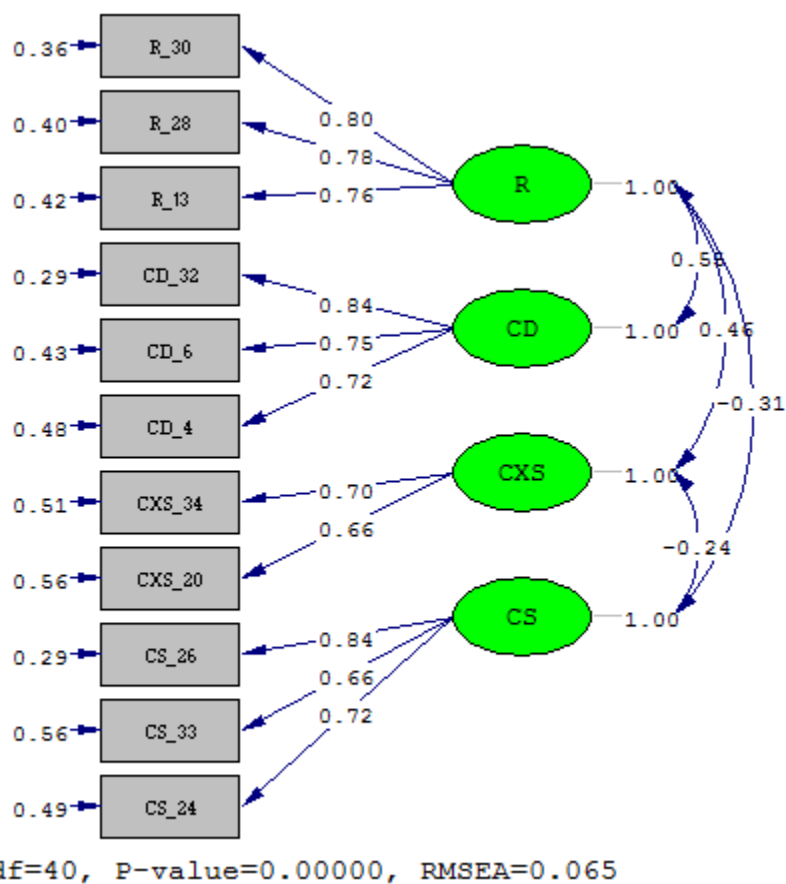 0.36 R_30
0.80
0.40 R_28
0.78
0.42 R_13
0.76
R 1.00
0.29 CD_32
0.84
0.43 CD_6
0.75
CD 1.00
0.48 CD_4
0.72
0.46
-0.31
0.51 CXS_34
0.70
CXS 1.00
0.56 CXS_20
0.66
-0.24
0.29 CS_26
0.84
CS 1.00
0.56 CS_33
0.66
0.49 CS_24
0.72
df=40, P-value=0.00000, RMSEA=0.065